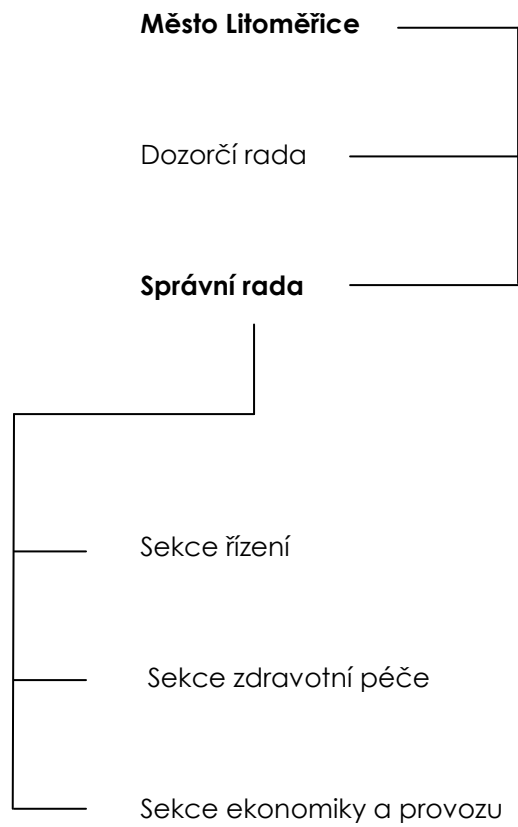 Město Litoměřice
Dozorčí rada
Správní rada
Sekce řízení
Sekce zdravotní péče
Sekce ekonomiky a provozu